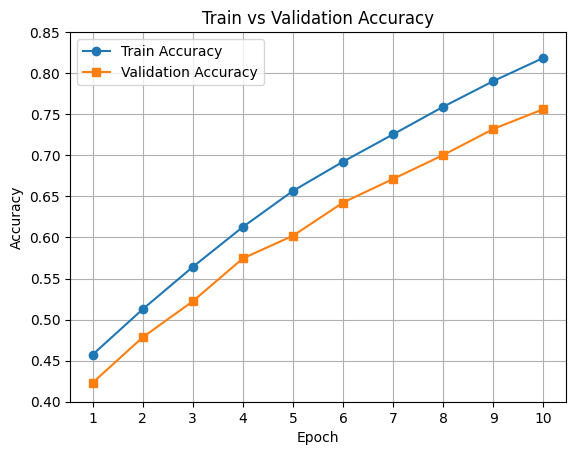 Train vs Validation Accuracy
Train Accuracy
Validation Accuracy
Accuracy
0.85
0.80
0.75
0.70
0.65
0.60
0.55
0.50
0.45
0.40
1 2 3 4 5 6 7 8 9 10
Epoch